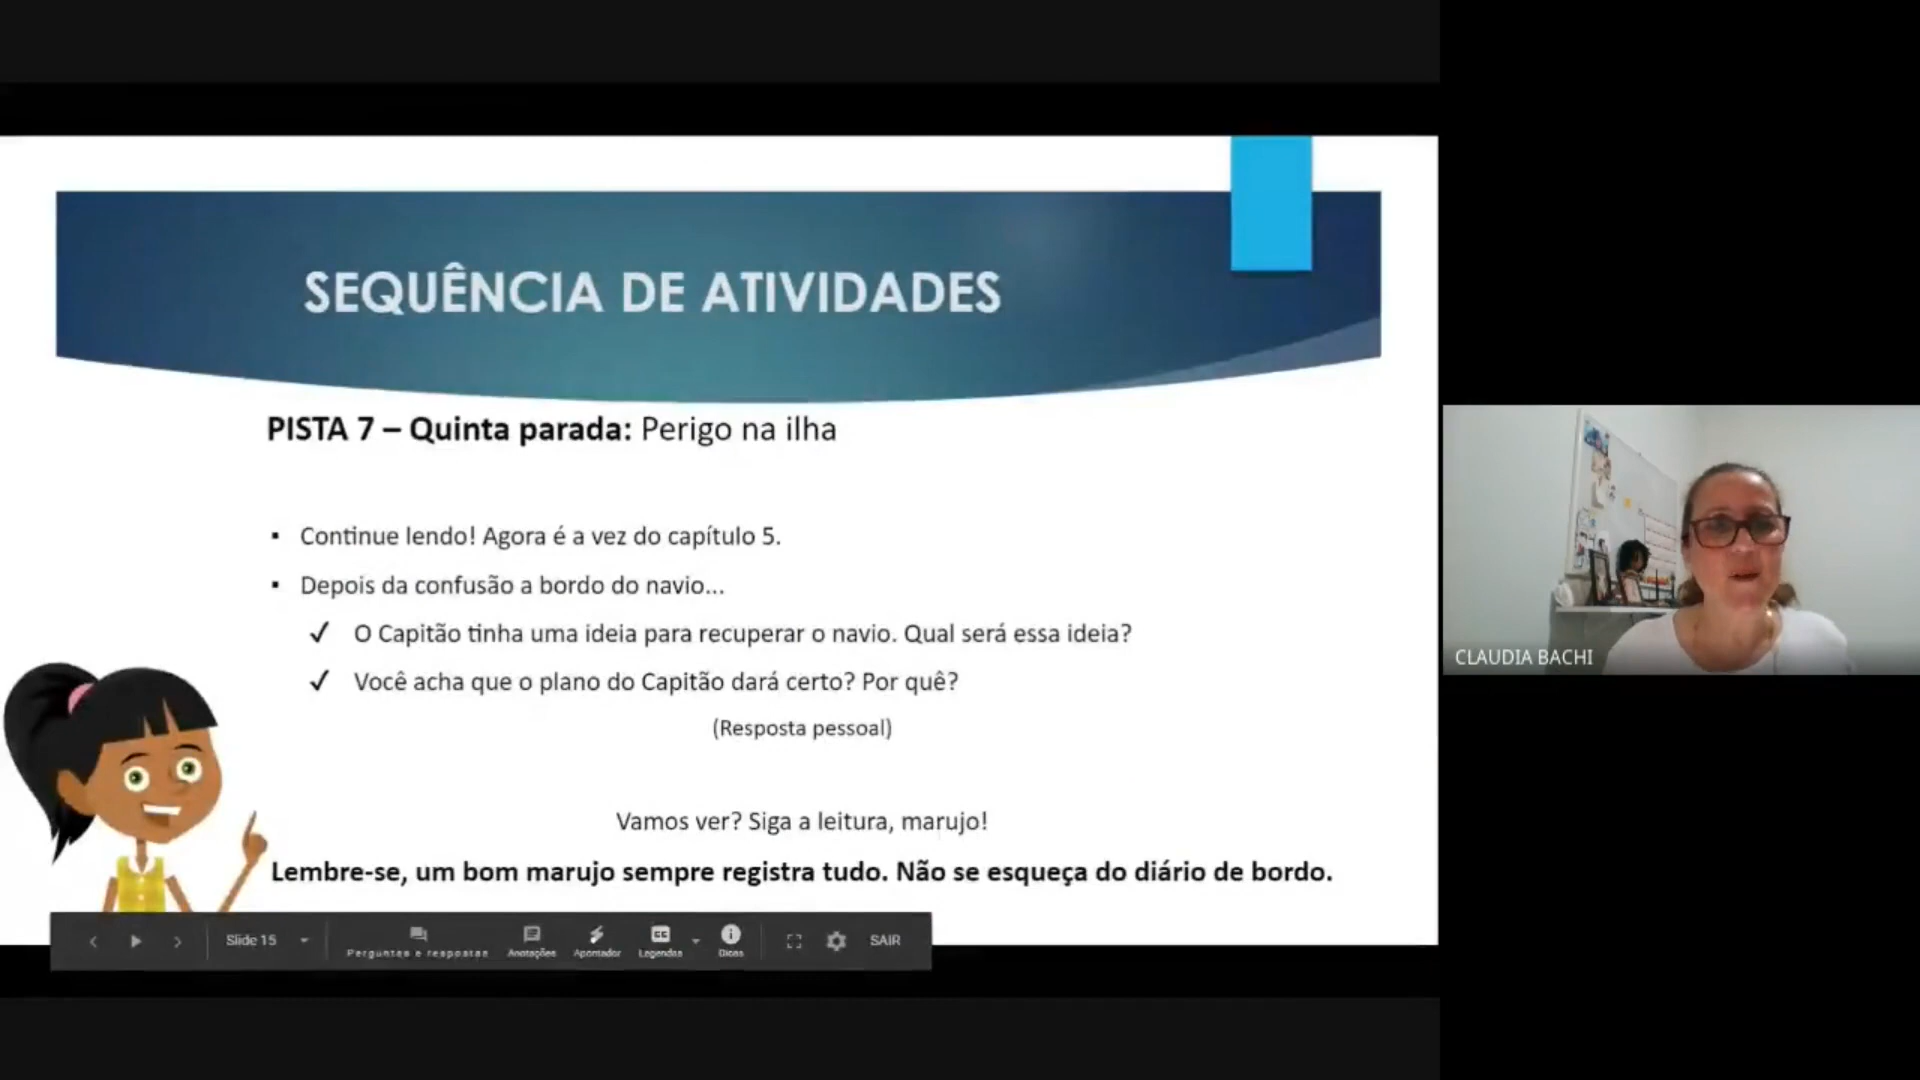 SEQUÊNCIA DE ATIVIDADES
PISTA 7 – Quinta parada: Perigo na ilha
▪ Continue lendo! Agora é a vez do capítulo 5.
▪ Depois da confusão a bordo do navio...
✓ O Capitão tinha uma ideia para recuperar o navio. Qual será essa ideia?
✓ Você acha que o plano do Capitão dará certo? Por quê?
(Resposta pessoal)
Vamos ver? Siga a leitura, marujo!
Lembre-se, um bom marujo sempre registra tudo. Não se esqueça do diário de bordo.
Slide 15
Perguntas e respostas
Anotações
Apontador
CC
Legendas
Dicas
SAIR
CLAUDIA BACHI